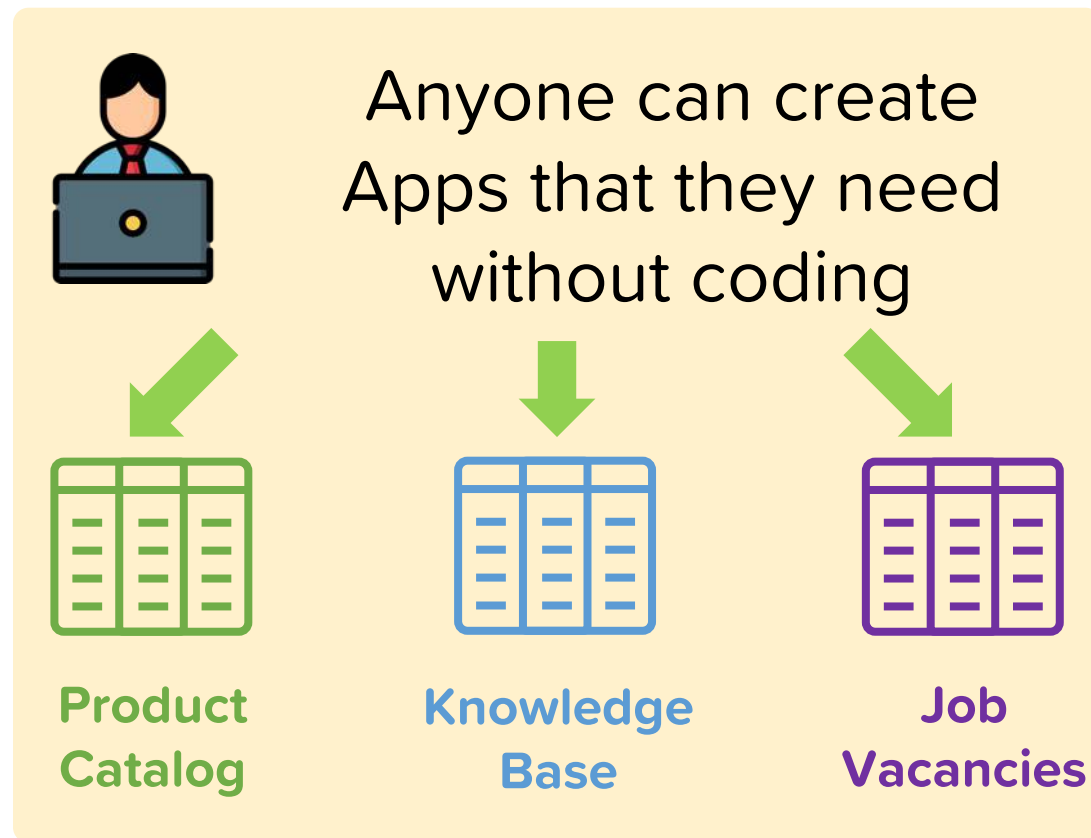 Anyone can create
Apps that they need
without coding
Product
Catalog
Knowledge
Base
Job
Vacancies